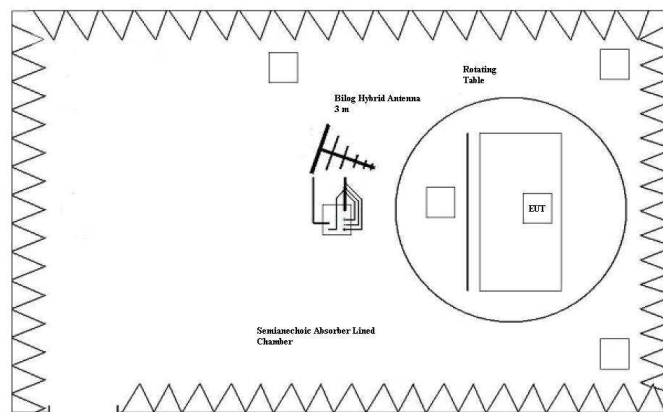 Rotating
Table
Bilog Hybrid Antenna
3 m
EUT
Semianechoic Absorber Lined
Chamber